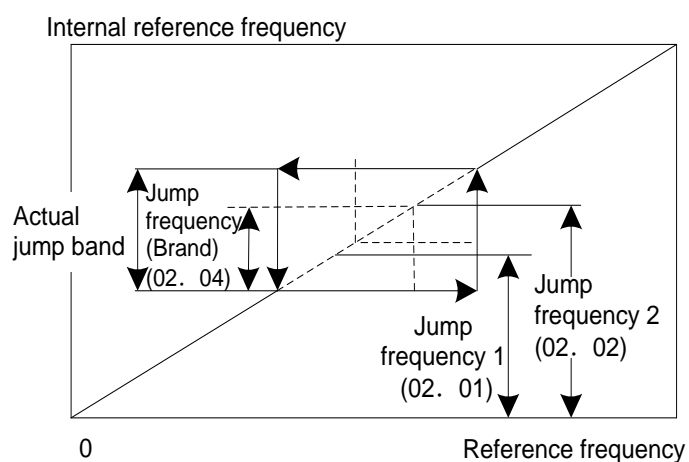 Internal reference frequency
Actual
jump band
Jump
frequency
(Brand)
(02. 04)
Jump
frequency 1
(02. 01)
Jump
frequency 2
(02. 02)
0
Reference frequency